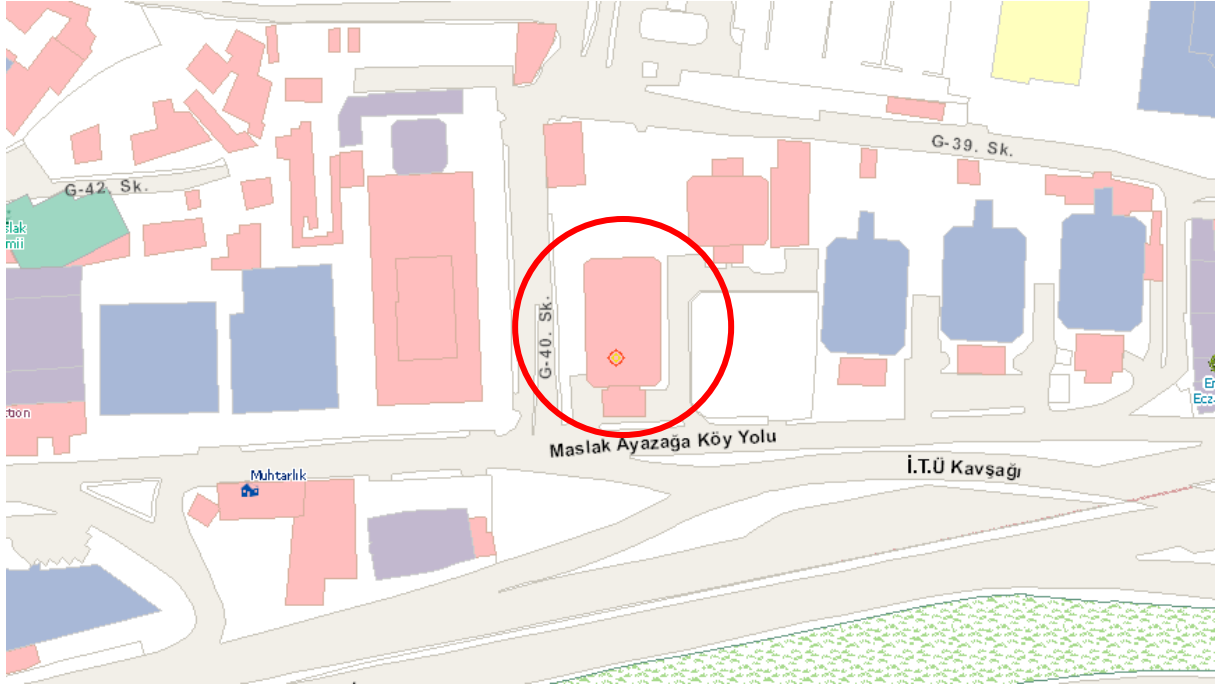 G-39. Sk.
G-42. Sk.
G-40. Sk.
Maslak Ayazağa Köy Yolu
İ.T.Ü Kavşağı
Muhtarlık